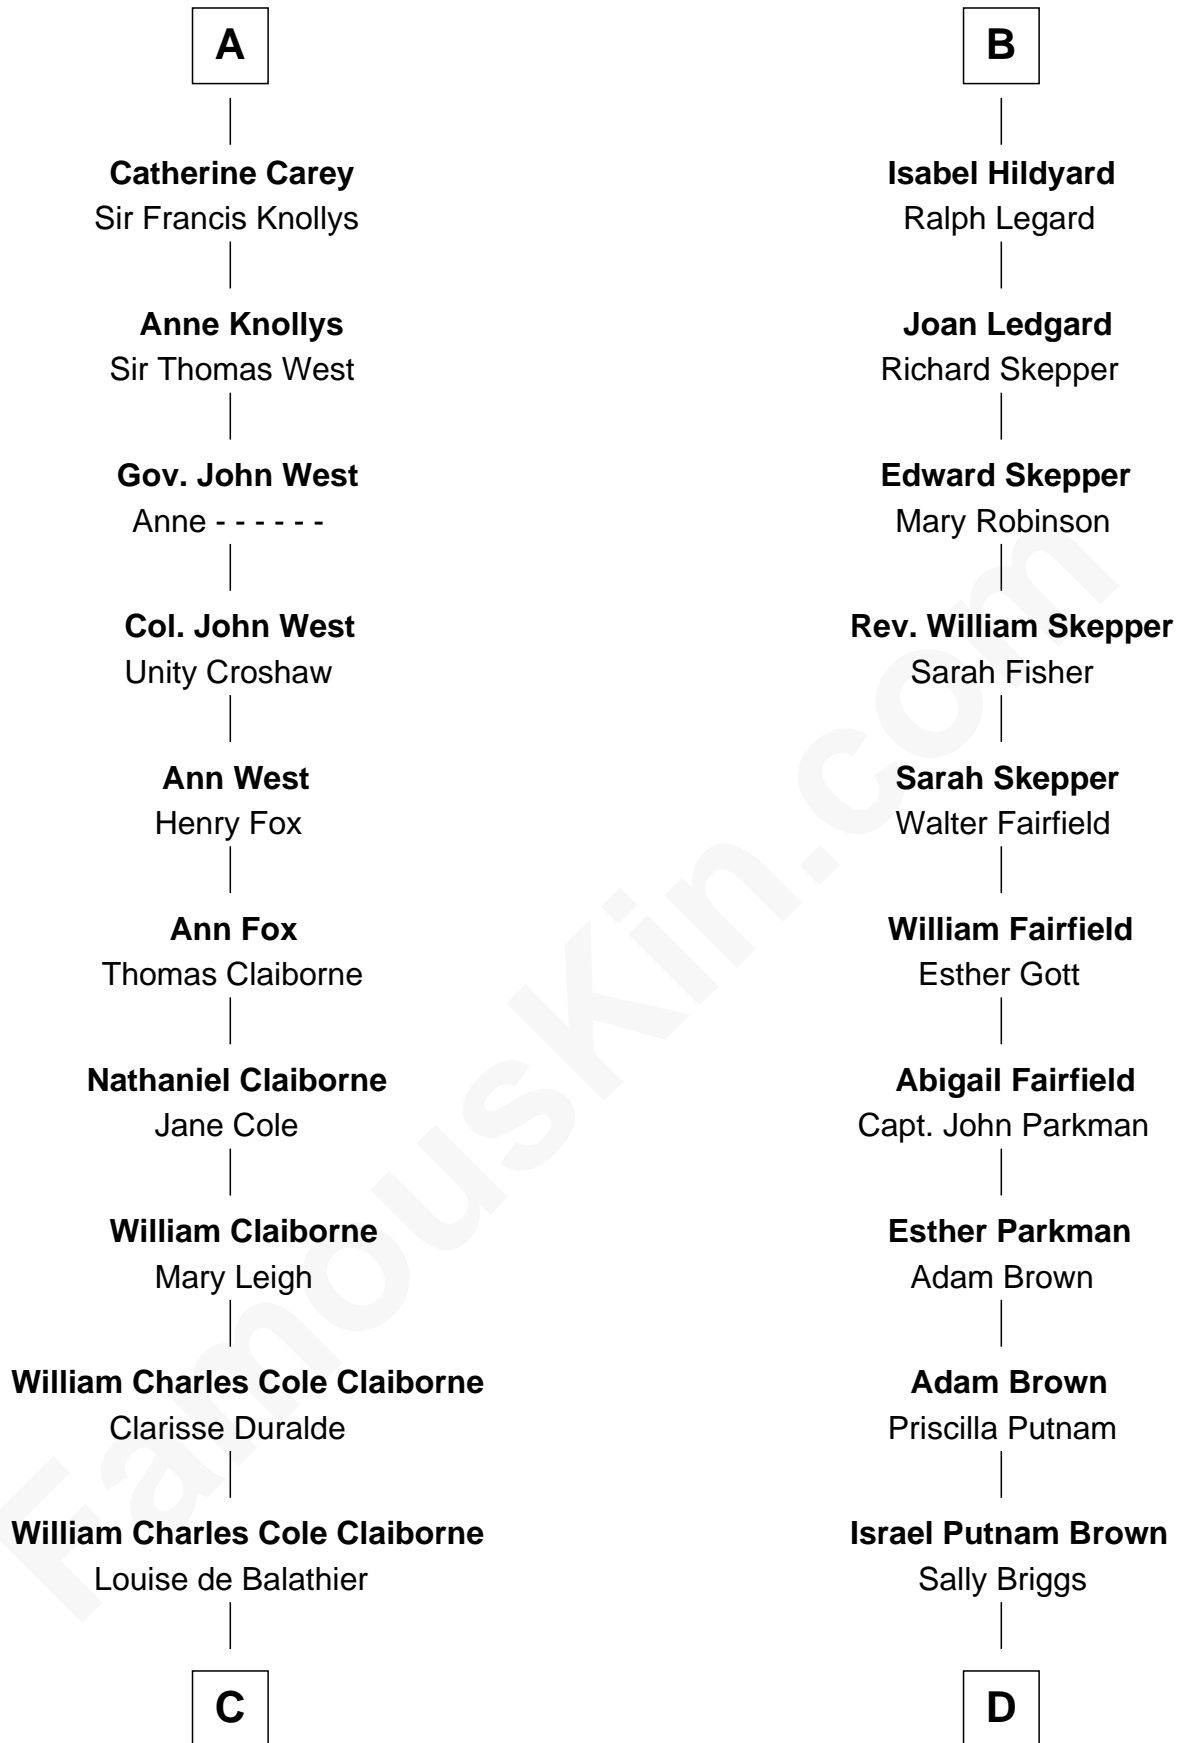 A
Catherine Carey
Sir Francis Knollys
Anne Knollys
Sir Thomas West
Gov. John West
Anne - - - - - -
Col. John West
Unity Croshaw
Ann West
Henry Fox
Ann Fox
Thomas Claiborne
Nathaniel Claiborne
Jane Cole
William Claiborne
Mary Leigh
William Charles Cole Claiborne
Clarisse Duralde
William Charles Cole Claiborne
Louise de Balathier
C
B
Isabel Hildyard
Ralph Legard
Joan Ledgard
Richard Skepper
Edward Skepper
Mary Robinson
Rev. William Skepper
Sarah Fisher
Sarah Skepper
Walter Fairfield
William Fairfield
Esther Gott
Abigail Fairfield
Capt. John Parkman
Esther Parkman
Adam Brown
Adam Brown
Priscilla Putnam
Israel Putnam Brown
Sally Briggs
D
FamousKin.com